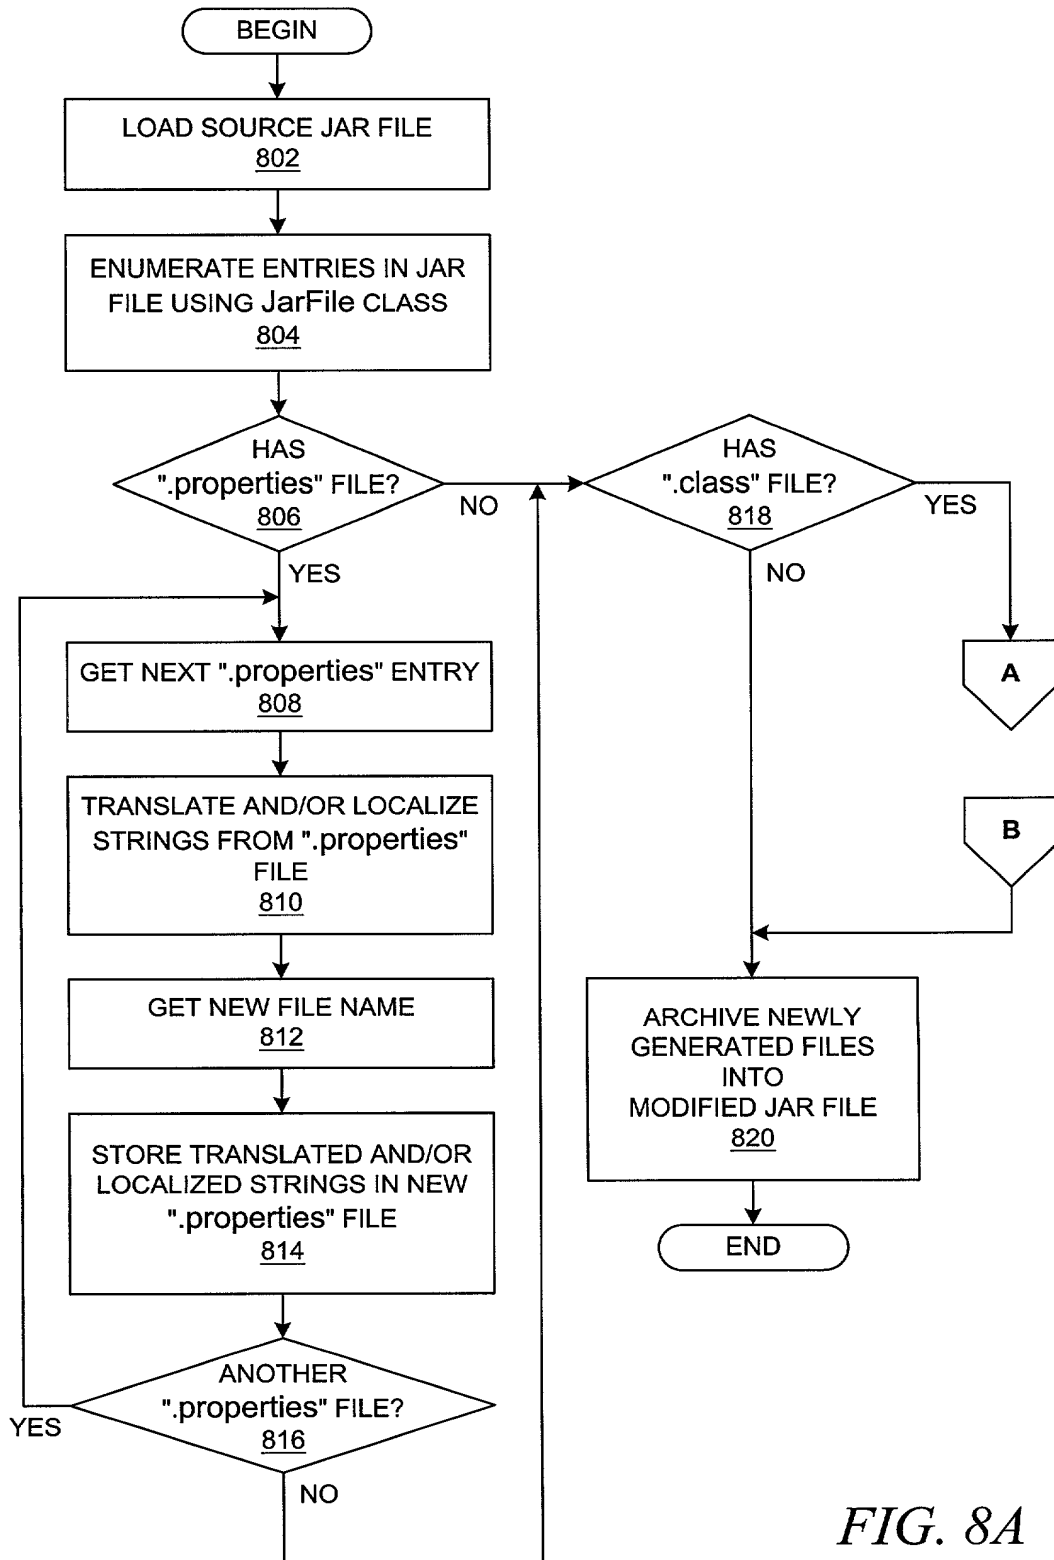 BEGIN
LOAD SOURCE JAR FILE
802
ENUMERATE ENTRIES IN JAR
FILE USING JarFile CLASS
804
HAS
".properties" FILE?
806
NO
YES
GET NEXT ".properties" ENTRY
808
TRANSLATE AND/OR LOCALIZE
STRINGS FROM ".properties"
FILE
810
GET NEW FILE NAME
812
STORE TRANSLATED AND/OR
LOCALIZED STRINGS IN NEW
".properties" FILE
814
ANOTHER
".properties" FILE?
816
YES
NO
HAS
".class" FILE?
818
YES
NO
A
B
ARCHIVE NEWLY
GENERATED FILES
INTO
MODIFIED JAR FILE
820
END
FIG. 8A